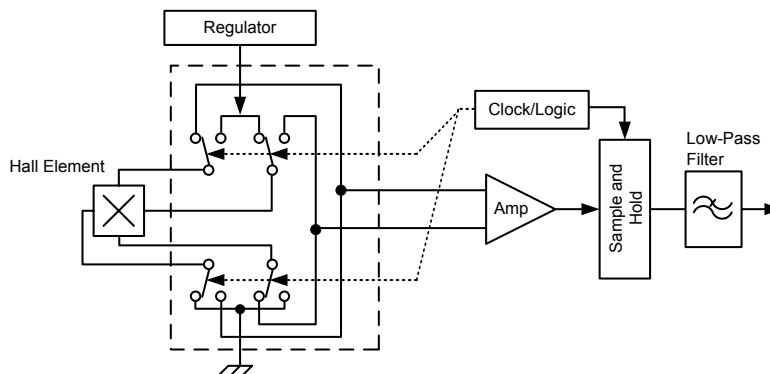 Regulator
Clock/Logic
Low-Pass
Filter
Hall Element
Amp
Sample and
Hold